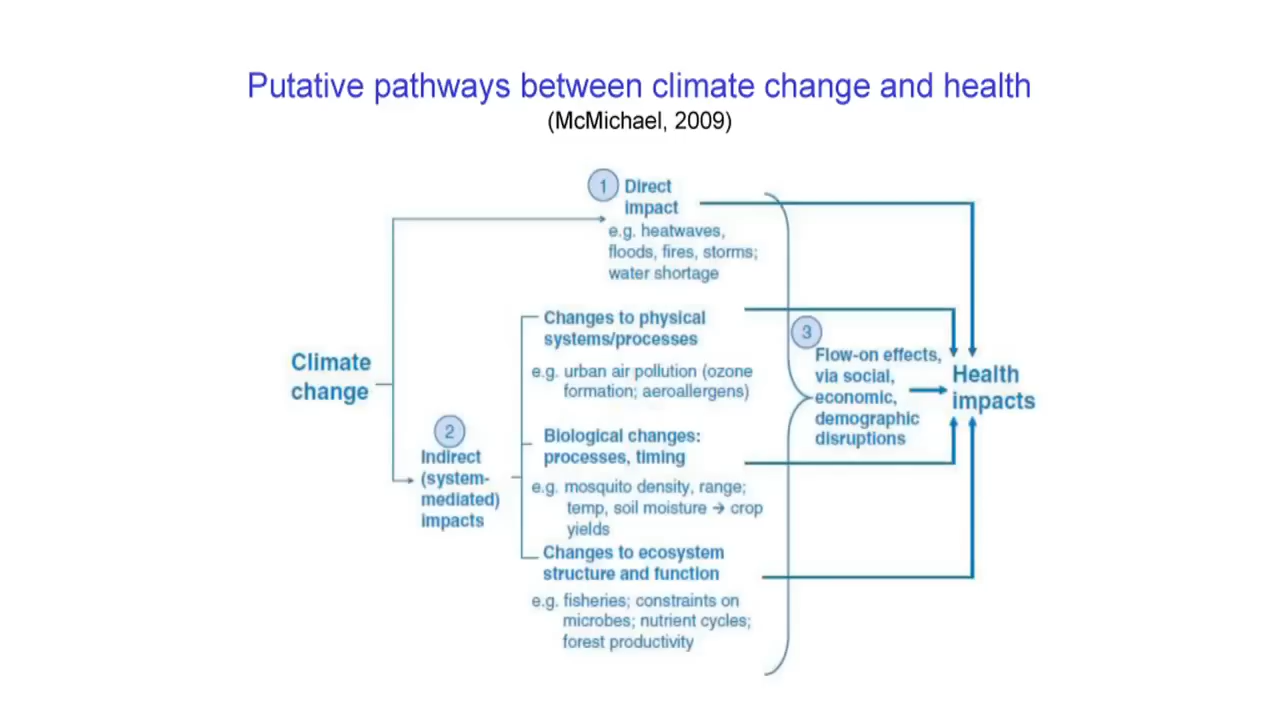 Putative pathways between climate change and health
(McMichael, 2009)
1
Direct
impact
e.g. heatwaves,
floods, fires, storms;
water shortage
Climate
change
2
Indirect
(system-
mediated)
impacts
Changes to physical
systems/processes
e.g. urban air pollution (ozone
formation; aeroallergens)
Biological changes:
processes, timing
e.g. mosquito density, range;
temp, soil moisture → crop
yields
Changes to ecosystem
structure and function
e.g. fisheries; constraints on
microbes; nutrient cycles;
forest productivity
3
Flow-on effects,
via social,
economic,
demographic
disruptions
Health
impacts